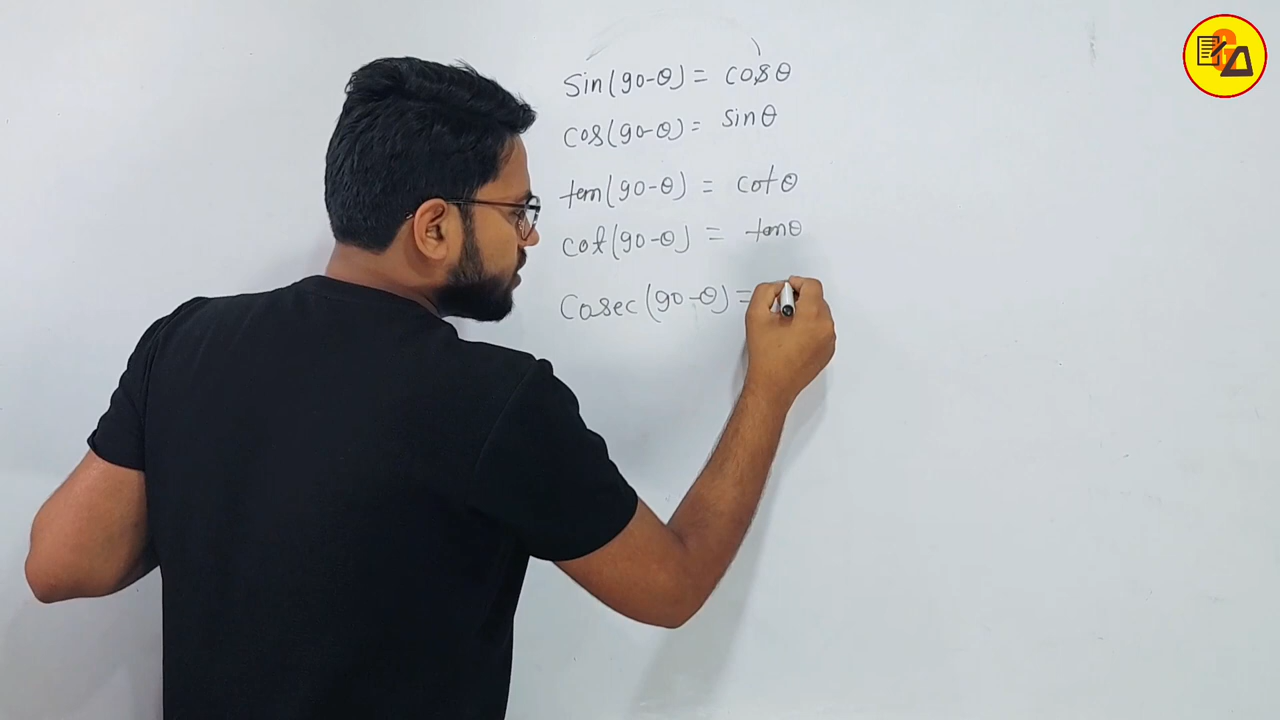 sin(90-θ) = cosθ
cos(90-θ) = sinθ
tan(90-θ) = cotθ
cot(90-θ) = tanθ
Cosec(90-θ) =